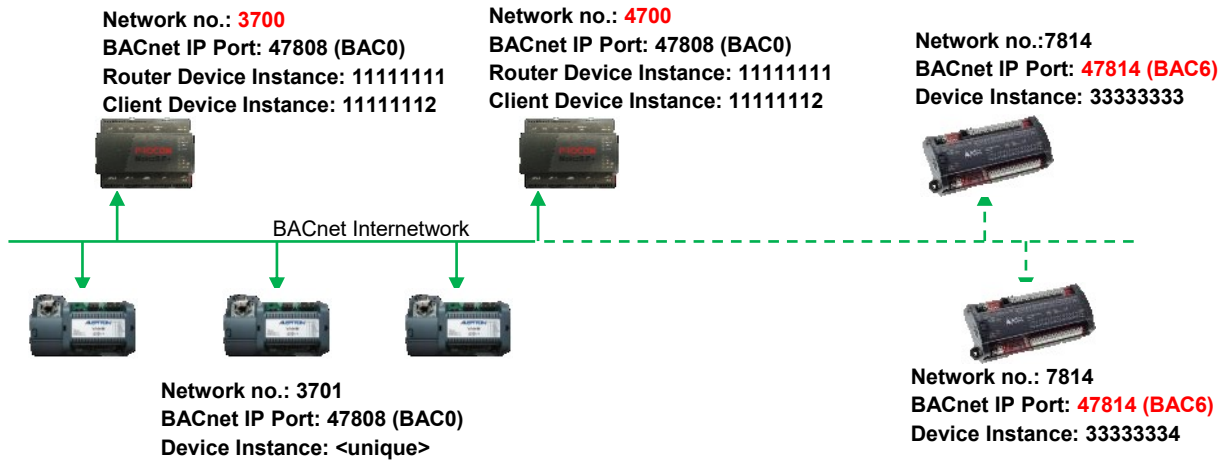 Network no.: 3700
BACnet IP Port: 47808 (BAC0)
Router Device Instance: 11111111
Client Device Instance: 11111112
Network no.: 4700
BACnet IP Port: 47808 (BAC0)
Router Device Instance: 11111111
Client Device Instance: 11111112
Network no.:7814
BACnet IP Port: 47814 (BAC6)
Device Instance: 33333333
BACnet Internetwork
Network no.: 3701
BACnet IP Port: 47808 (BAC0)
Device Instance: <unique>
Network no.: 7814
BACnet IP Port: 47814 (BAC6)
Device Instance: 33333334